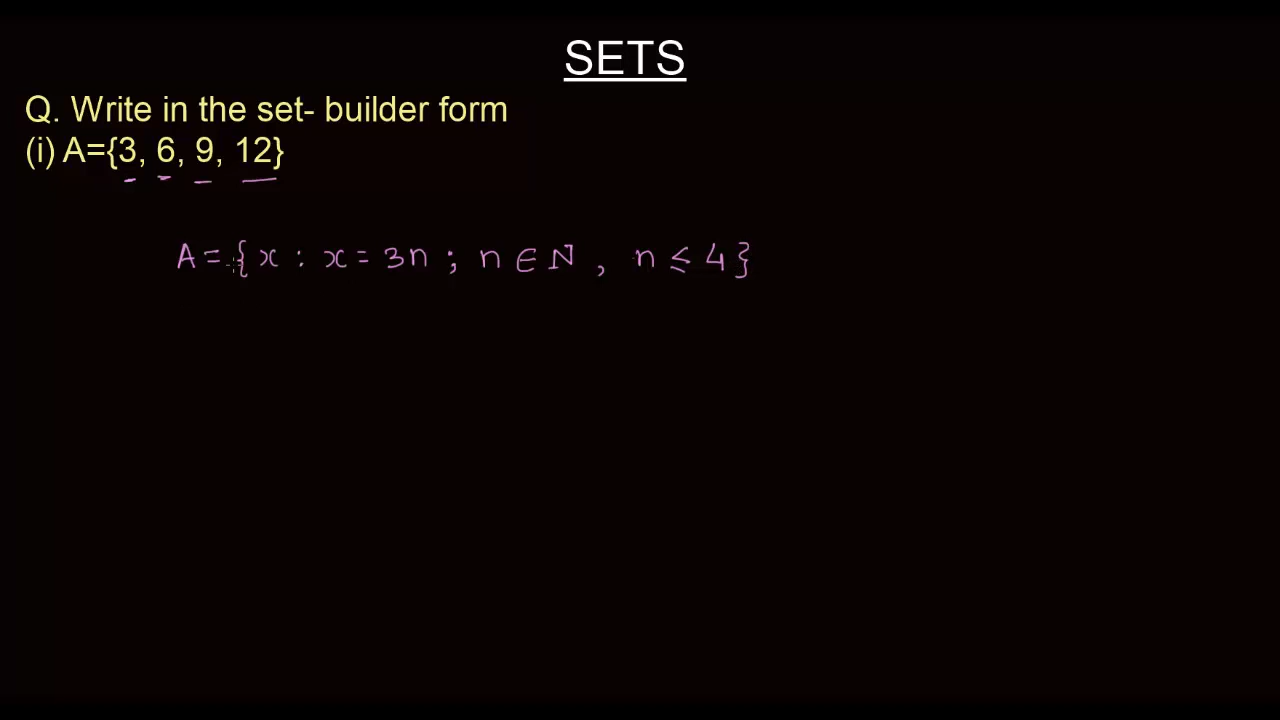 SETS
Q. Write in the set- builder form
(i) A={3, 6, 9, 12}
A = { x : x = 3n ; n ∈ N , n ≤ 4 }